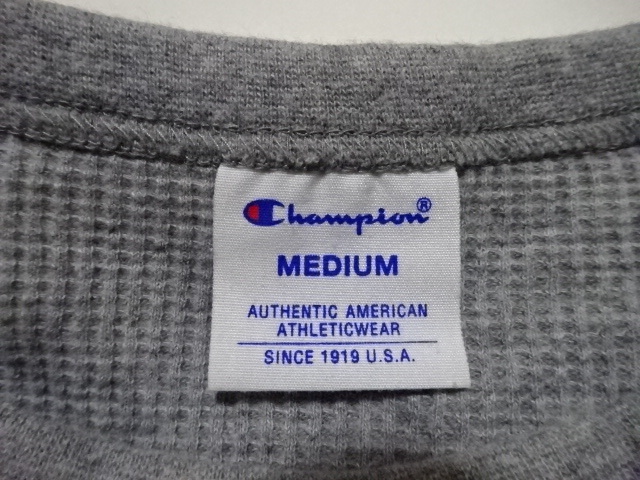 Champion®
MEDIUM
AUTHENTIC AMERICAN
ATHLETICWEAR
SINCE 1919 U.S.A.